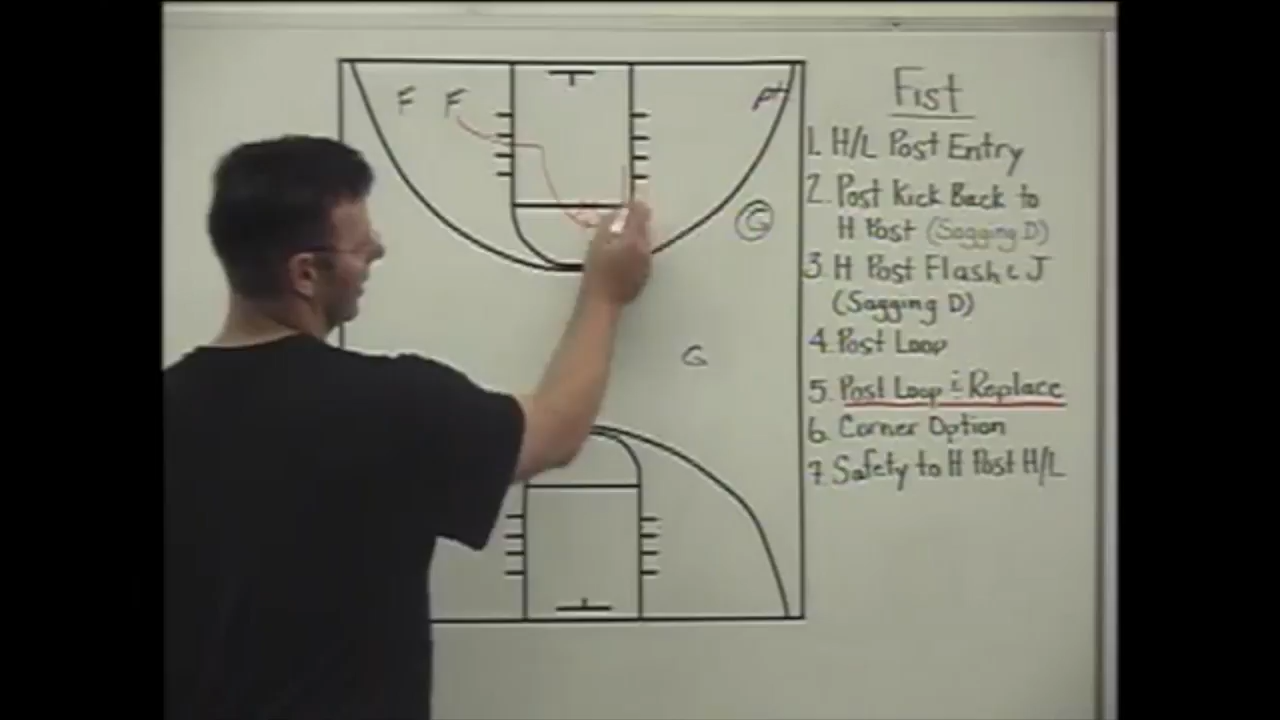 F F Pt
G
G
Fist
1. H/L Post Entry
2. Post Kick Back to
H Post (Sagging D)
3. H Post Flash c J
(Sagging D)
4. Post Loop
5. Post Loop i Replace
6. Corner Option
7. Safety to H Post H/L